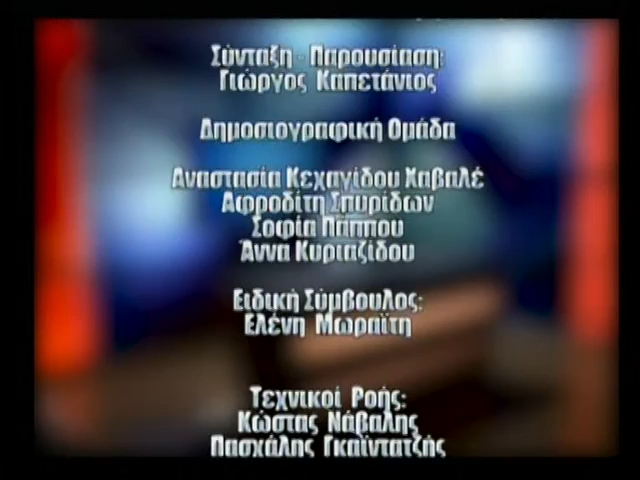 Σύνταξη - Παρουσίαση:
Γιώργος Καπετάνιος
Δημοσιογραφική Ομάδα
Αναστασία Κεχαγίδου Χαβαλέ
Αφροδίτη Σπυρίδων
Σοφία Πάππου
Άννα Κυριαζίδου
Ειδική Σύμβουλος:
Ελένη Μωραΐτη
Τεχνικοί Ροής:
Κώστας Νάβαλης
Πασχάλης Γκαϊντατζής